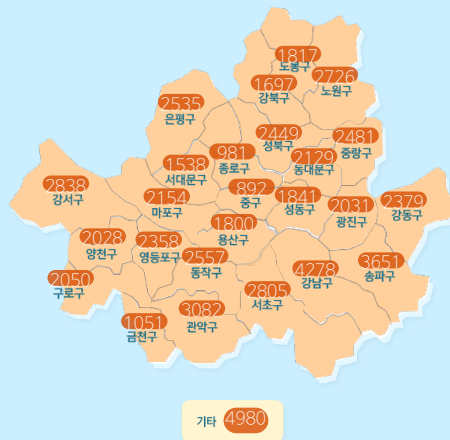 1817
도봉구
2726
노원구
1697
강북구
2535
은평구
2449
성북구
2481
중랑구
981
종로구
2129
동대문구
1538
서대문구
2838
강서구
2154
마포구
892
중구
1841
성동구
2031
광진구
2379
강동구
1800
용산구
2028
양천구
2358
영등포구
2557
동작구
3651
송파구
4278
강남구
2050
구로구
2805
서초구
3082
관악구
1051
금천구
기타 4980